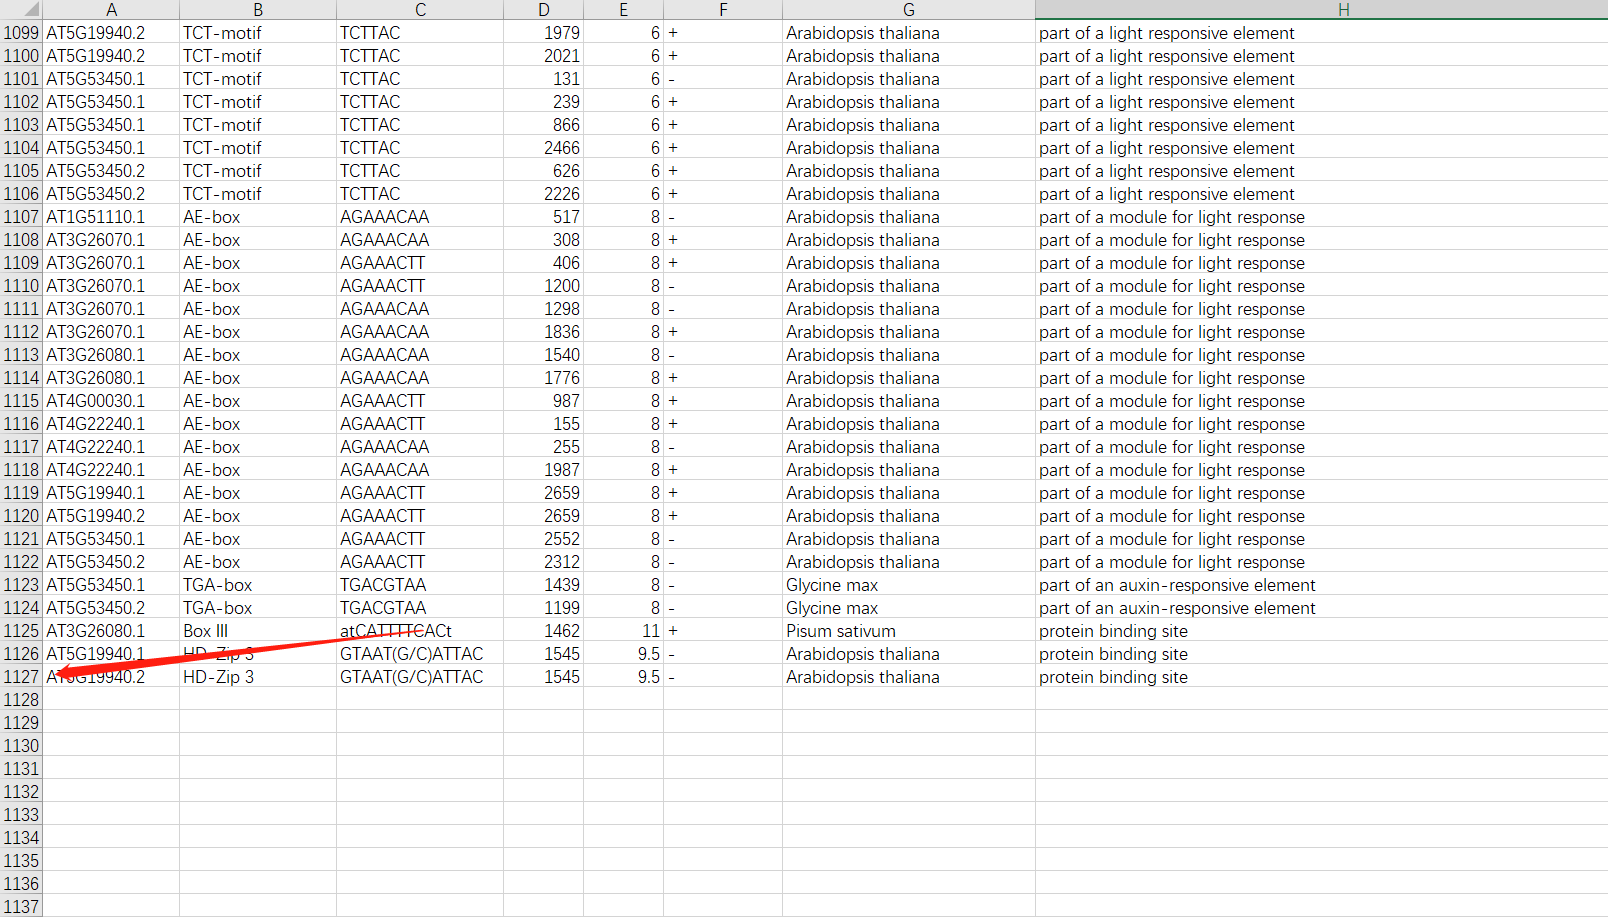 A B C D E F G H
1099 AT5G19940.2 TCT-motif TCTTAC 1979 6 + Arabidopsis thaliana part of a light responsive element
1100 AT5G19940.2 TCT-motif TCTTAC 2021 6 + Arabidopsis thaliana part of a light responsive element
1101 AT5G53450.1 TCT-motif TCTTAC 131 6 - Arabidopsis thaliana part of a light responsive element
1102 AT5G53450.1 TCT-motif TCTTAC 239 6 + Arabidopsis thaliana part of a light responsive element
1103 AT5G53450.1 TCT-motif TCTTAC 866 6 + Arabidopsis thaliana part of a light responsive element
1104 AT5G53450.1 TCT-motif TCTTAC 2466 6 + Arabidopsis thaliana part of a light responsive element
1105 AT5G53450.2 TCT-motif TCTTAC 626 6 + Arabidopsis thaliana part of a light responsive element
1106 AT5G53450.2 TCT-motif TCTTAC 2226 6 + Arabidopsis thaliana part of a light responsive element
1107 AT1G51110.1 AE-box AGAAACAA 517 8 - Arabidopsis thaliana part of a module for light response
1108 AT3G26070.1 AE-box AGAAACAA 308 8 + Arabidopsis thaliana part of a module for light response
1109 AT3G26070.1 AE-box AGAAACTT 406 8 + Arabidopsis thaliana part of a module for light response
1110 AT3G26070.1 AE-box AGAAACTT 1200 8 - Arabidopsis thaliana part of a module for light response
1111 AT3G26070.1 AE-box AGAAACAA 1298 8 - Arabidopsis thaliana part of a module for light response
1112 AT3G26070.1 AE-box AGAAACAA 1836 8 + Arabidopsis thaliana part of a module for light response
1113 AT3G26080.1 AE-box AGAAACAA 1540 8 - Arabidopsis thaliana part of a module for light response
1114 AT3G26080.1 AE-box AGAAACAA 1776 8 + Arabidopsis thaliana part of a module for light response
1115 AT4G00030.1 AE-box AGAAACTT 987 8 + Arabidopsis thaliana part of a module for light response
1116 AT4G22240.1 AE-box AGAAACTT 155 8 + Arabidopsis thaliana part of a module for light response
1117 AT4G22240.1 AE-box AGAAACAA 255 8 - Arabidopsis thaliana part of a module for light response
1118 AT4G22240.1 AE-box AGAAACAA 1987 8 + Arabidopsis thaliana part of a module for light response
1119 AT5G19940.1 AE-box AGAAACTT 2659 8 + Arabidopsis thaliana part of a module for light response
1120 AT5G19940.2 AE-box AGAAACTT 2659 8 + Arabidopsis thaliana part of a module for light response
1121 AT5G53450.1 AE-box AGAAACTT 2552 8 - Arabidopsis thaliana part of a module for light response
1122 AT5G53450.2 AE-box AGAAACTT 2312 8 - Arabidopsis thaliana part of a module for light response
1123 AT5G53450.1 TGA-box TGACGTAA 1439 8 - Glycine max part of an auxin-responsive element
1124 AT5G53450.2 TGA-box TGACGTAA 1199 8 - Glycine max part of an auxin-responsive element
1125 AT3G26080.1 Box III atCATTTTCACt 1462 11 + Pisum sativum protein binding site
1126 AT5G19940.1 HD-Zip 3 GTAAT(G/C)ATTAC 1545 9.5 - Arabidopsis thaliana protein binding site
1127 AT5G19940.2 HD-Zip 3 GTAAT(G/C)ATTAC 1545 9.5 - Arabidopsis thaliana protein binding site
1128
1129
1130
1131
1132
1133
1134
1135
1136
1137